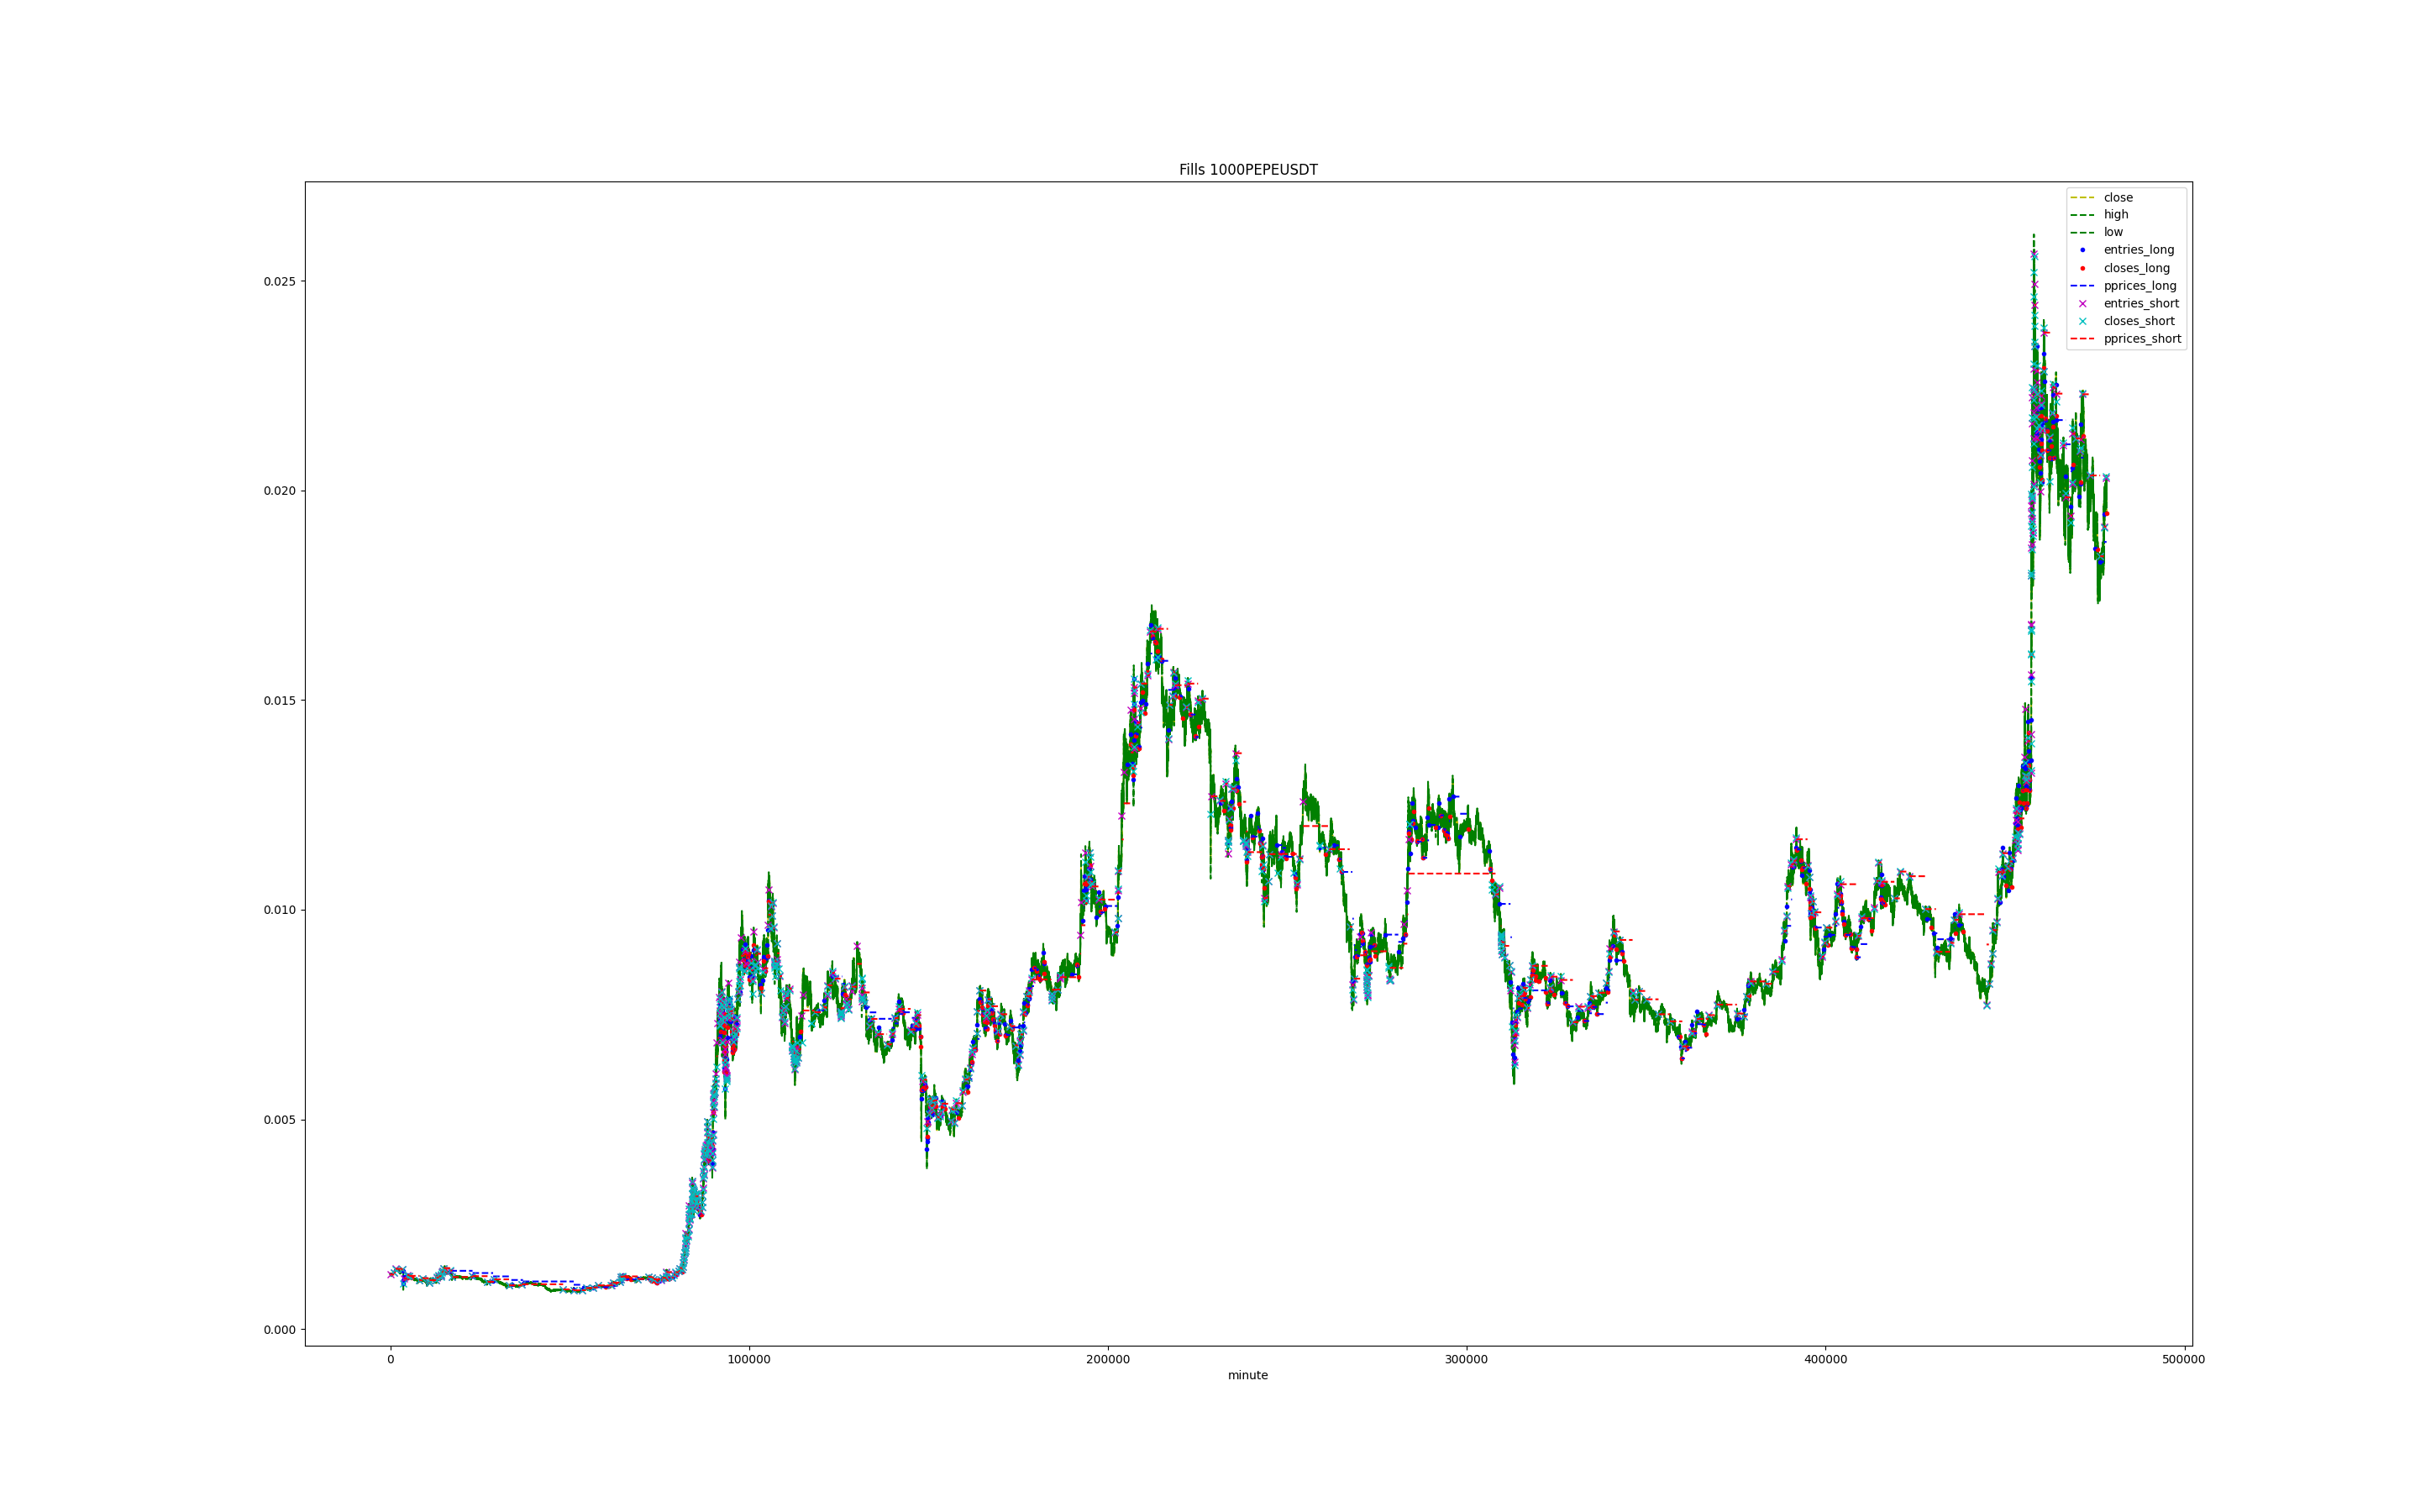 Fills 1000PEPEUSDT
close
high
low
entries_long
closes_long
pprices_long
entries_short
closes_short
pprices_short
0.025
0.020
0.015
0.010
0.005
0.000
0 100000 200000 300000 400000 500000
minute